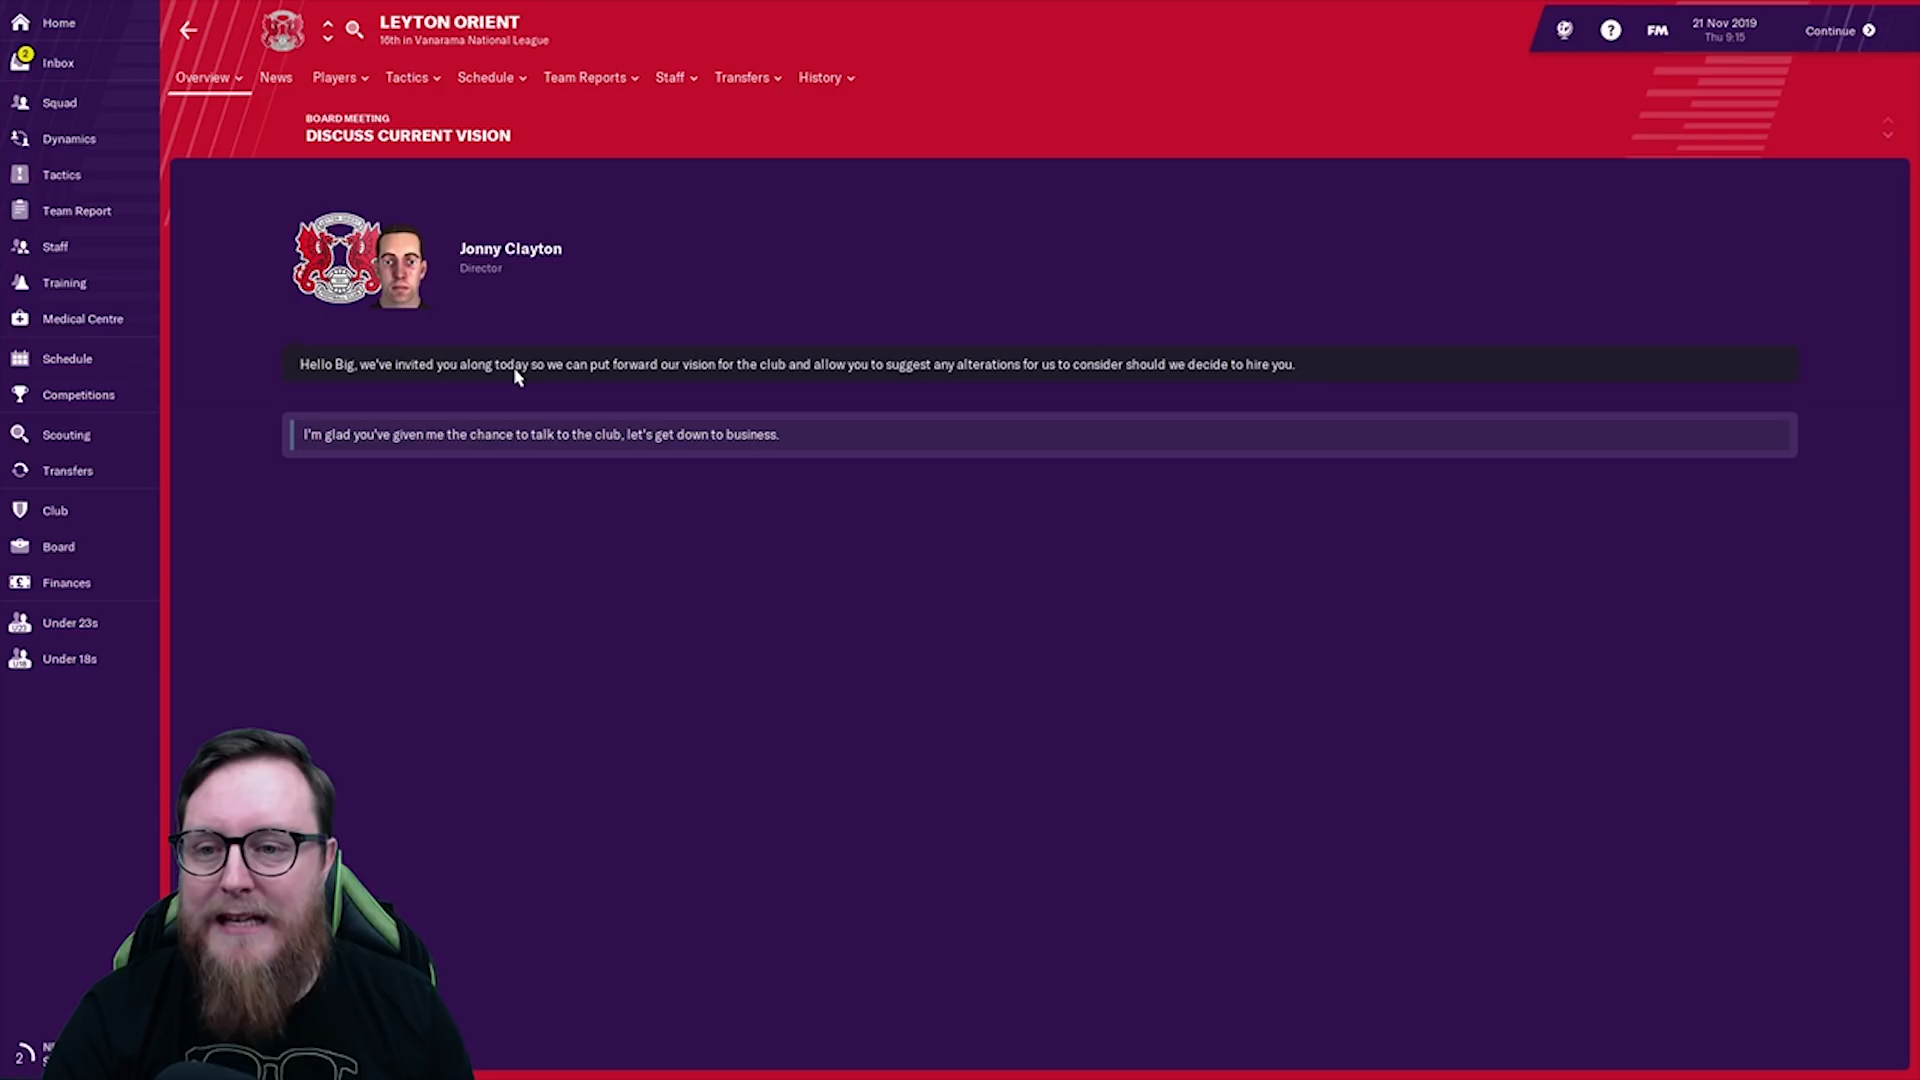 Home
2
Inbox
Squad
Dynamics
Tactics
Team Report
Staff
Training
Medical Centre
Schedule
Competitions
Scouting
Transfers
Club
Board
Finances
Under 23s
Under 18s
2
LEYTON ORIENT
16th in Vanarama National League
FM
21 Nov 2019
Thu 9:15
Continue
Overview
News
Players
Tactics
Schedule
Team Reports
Staff
Transfers
History
BOARD MEETING
DISCUSS CURRENT VISION
Jonny Clayton
Director
Hello Big, we've invited you along today so we can put forward our vision for the club and allow you to suggest any alterations for us to consider should we decide to hire you.
I'm glad you've given me the chance to talk to the club, let's get down to business.